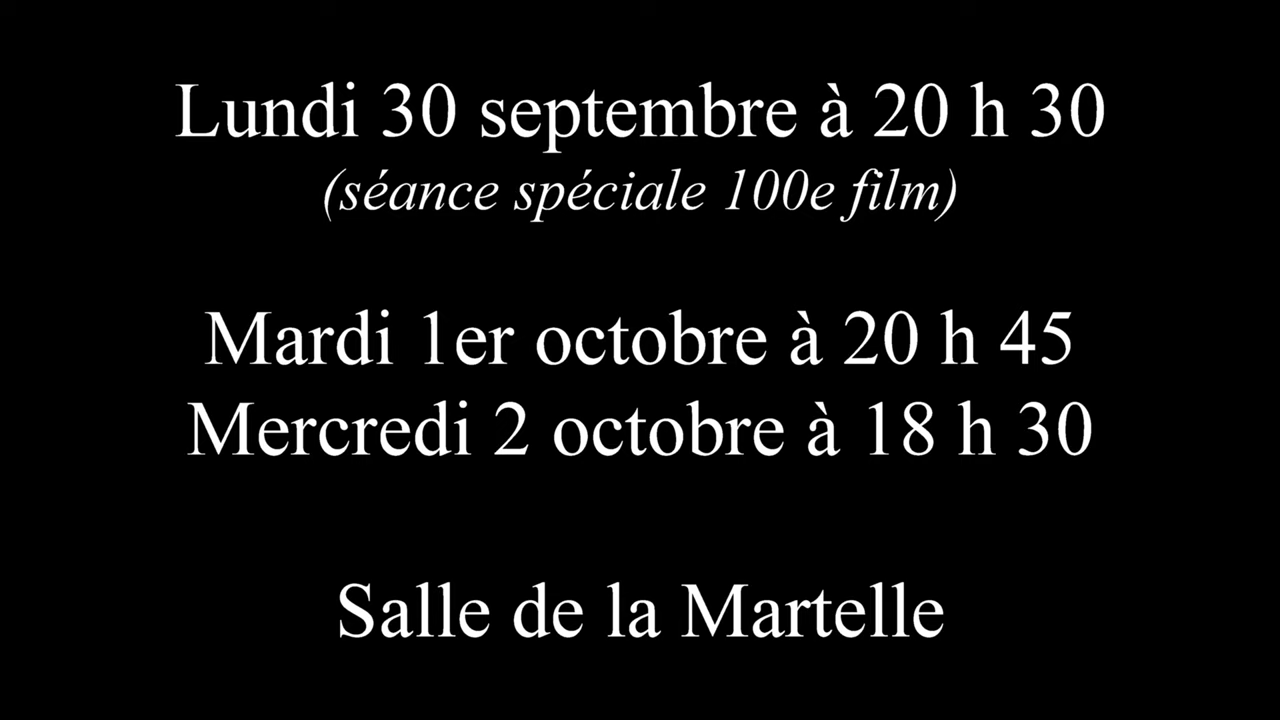 Lundi 30 septembre à 20 h 30
(séance spéciale 100e film)
Mardi 1er octobre à 20 h 45
Mercredi 2 octobre à 18 h 30
Salle de la Martelle